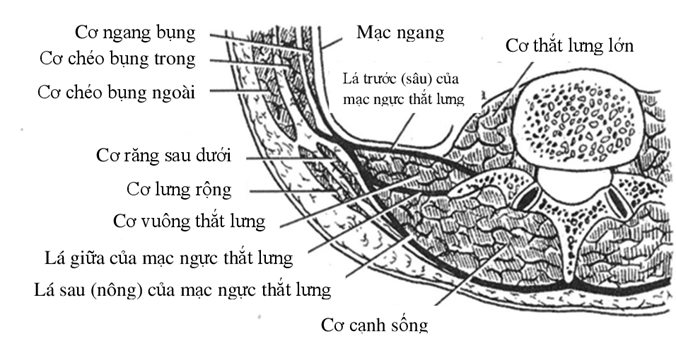 Cơ ngang bụng
Mạc ngang
Cơ thắt lưng lớn
Cơ chéo bụng trong
Lá trước (sâu) của
mạc ngực thắt lưng
Cơ chéo bụng ngoài
Cơ răng sau dưới
Cơ lưng rộng
Cơ vuông thắt lưng
Lá giữa của mạc ngực thắt lưng
Lá sau (nông) của mạc ngực thắt lưng
Cơ cạnh sống